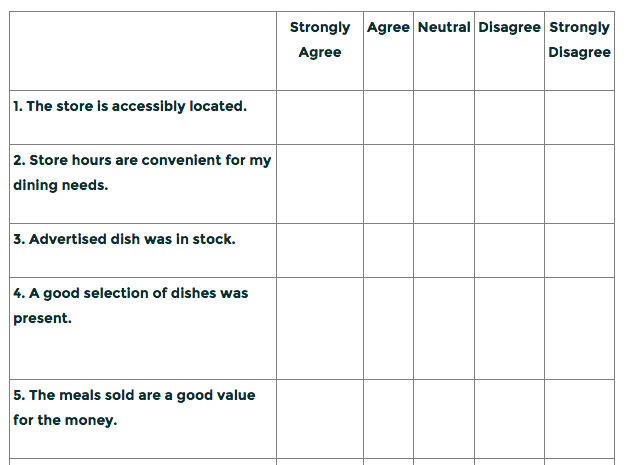 Strongly Agree Neutral Disagree Strongly
Agree Disagree
1. The store is accessibly located.
2. Store hours are convenient for my
dining needs.
3. Advertised dish was in stock.
4. A good selection of dishes was
present.
5. The meals sold are a good value
for the money.